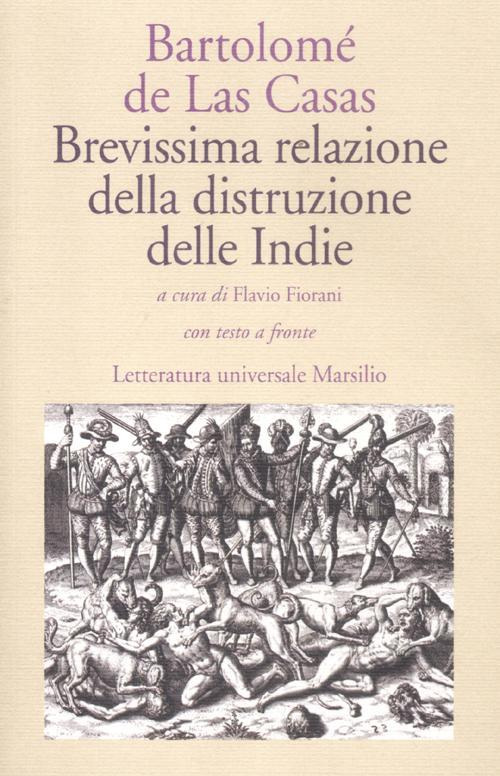 Bartolomé
de Las Casas
Brevissima relazione
della distruzione
delle Indie
a cura di Flavio Fiorani
con testo a fronte
Letteratura universale Marsilio